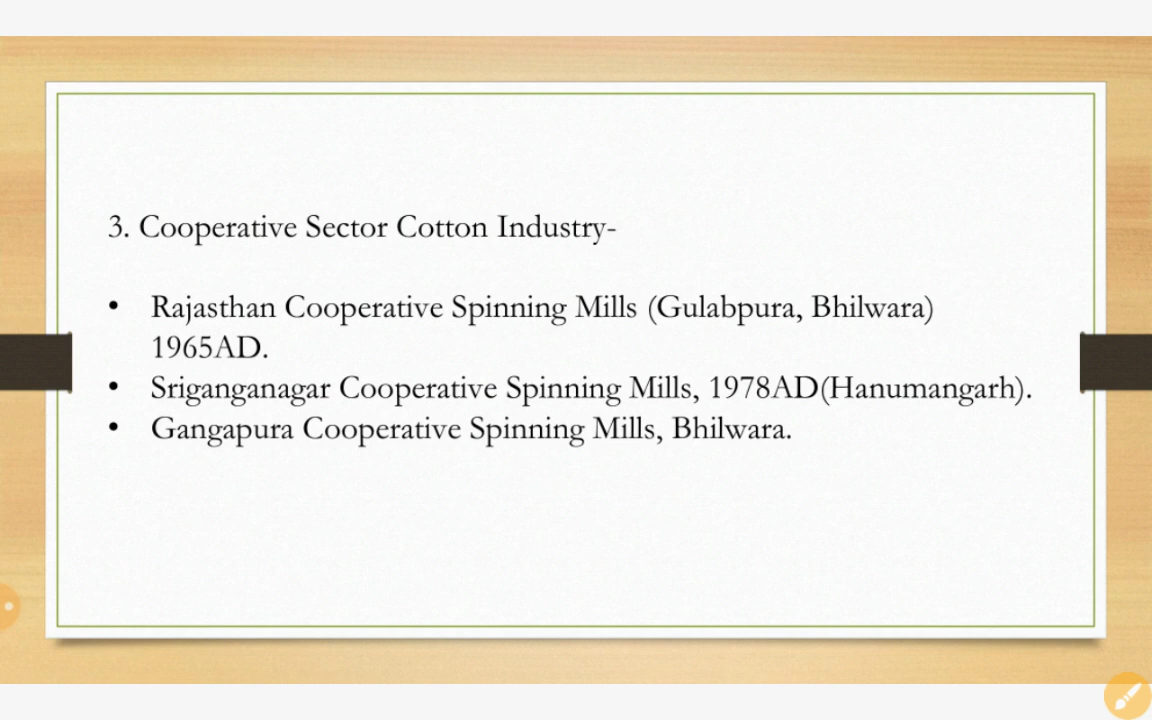 3. Cooperative Sector Cotton Industry-
• Rajasthan Cooperative Spinning Mills (Gulabpura, Bhilwara)
1965AD.
• Sriganganagar Cooperative Spinning Mills, 1978AD(Hanumangarh).
• Gangapura Cooperative Spinning Mills, Bhilwara.